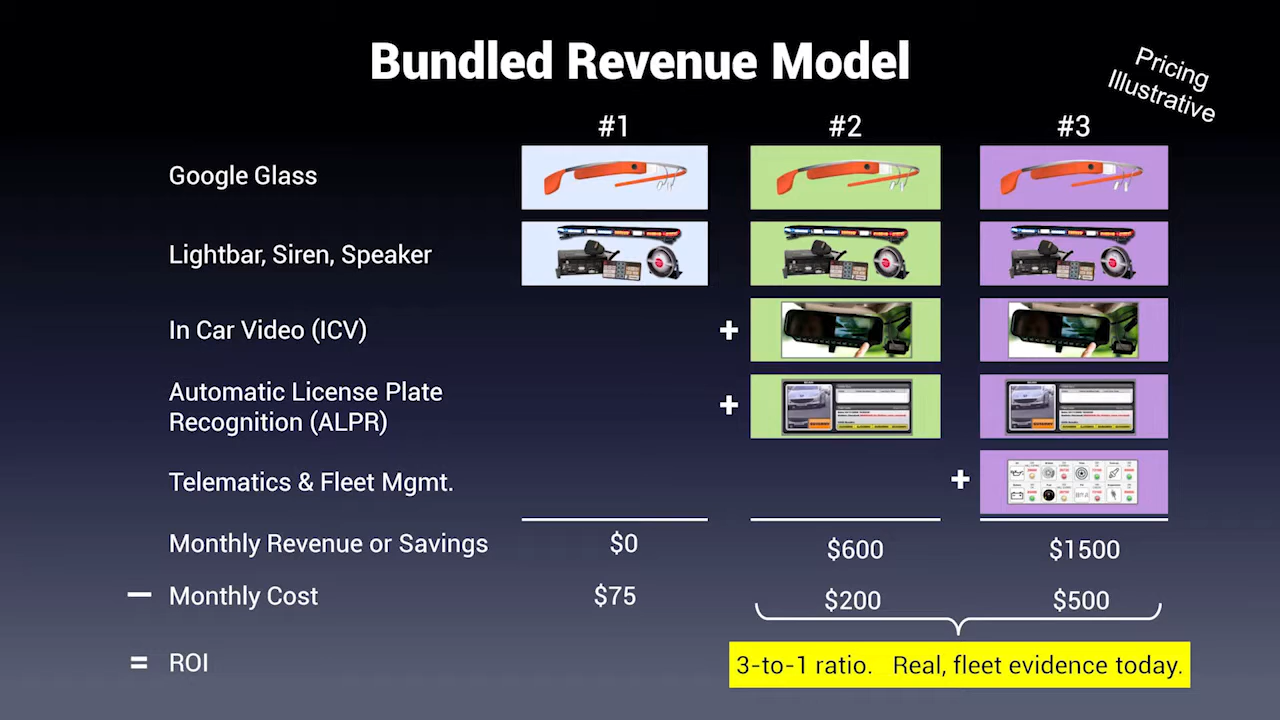 Bundled Revenue Model
Pricing
Illustrative
#1
#2
#3
Google Glass
Lightbar, Siren, Speaker
In Car Video (ICV)
+
Automatic License Plate
Recognition (ALPR)
+
Telematics & Fleet Mgmt.
+
Monthly Revenue or Savings
$0
$600
$1500
— Monthly Cost
$75
$200
$500
= ROI
3-to-1 ratio. Real, fleet evidence today.